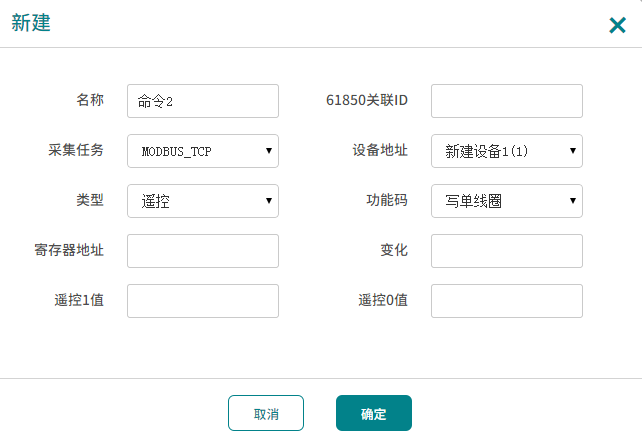 新建
名称 命令2 61850关联ID
采集任务 MODBUS_TCP 设备地址 新建设备1(1)
类型 遥控 功能码 写单线圈
寄存器地址 变化
遥控1值 遥控0值
取消 确定